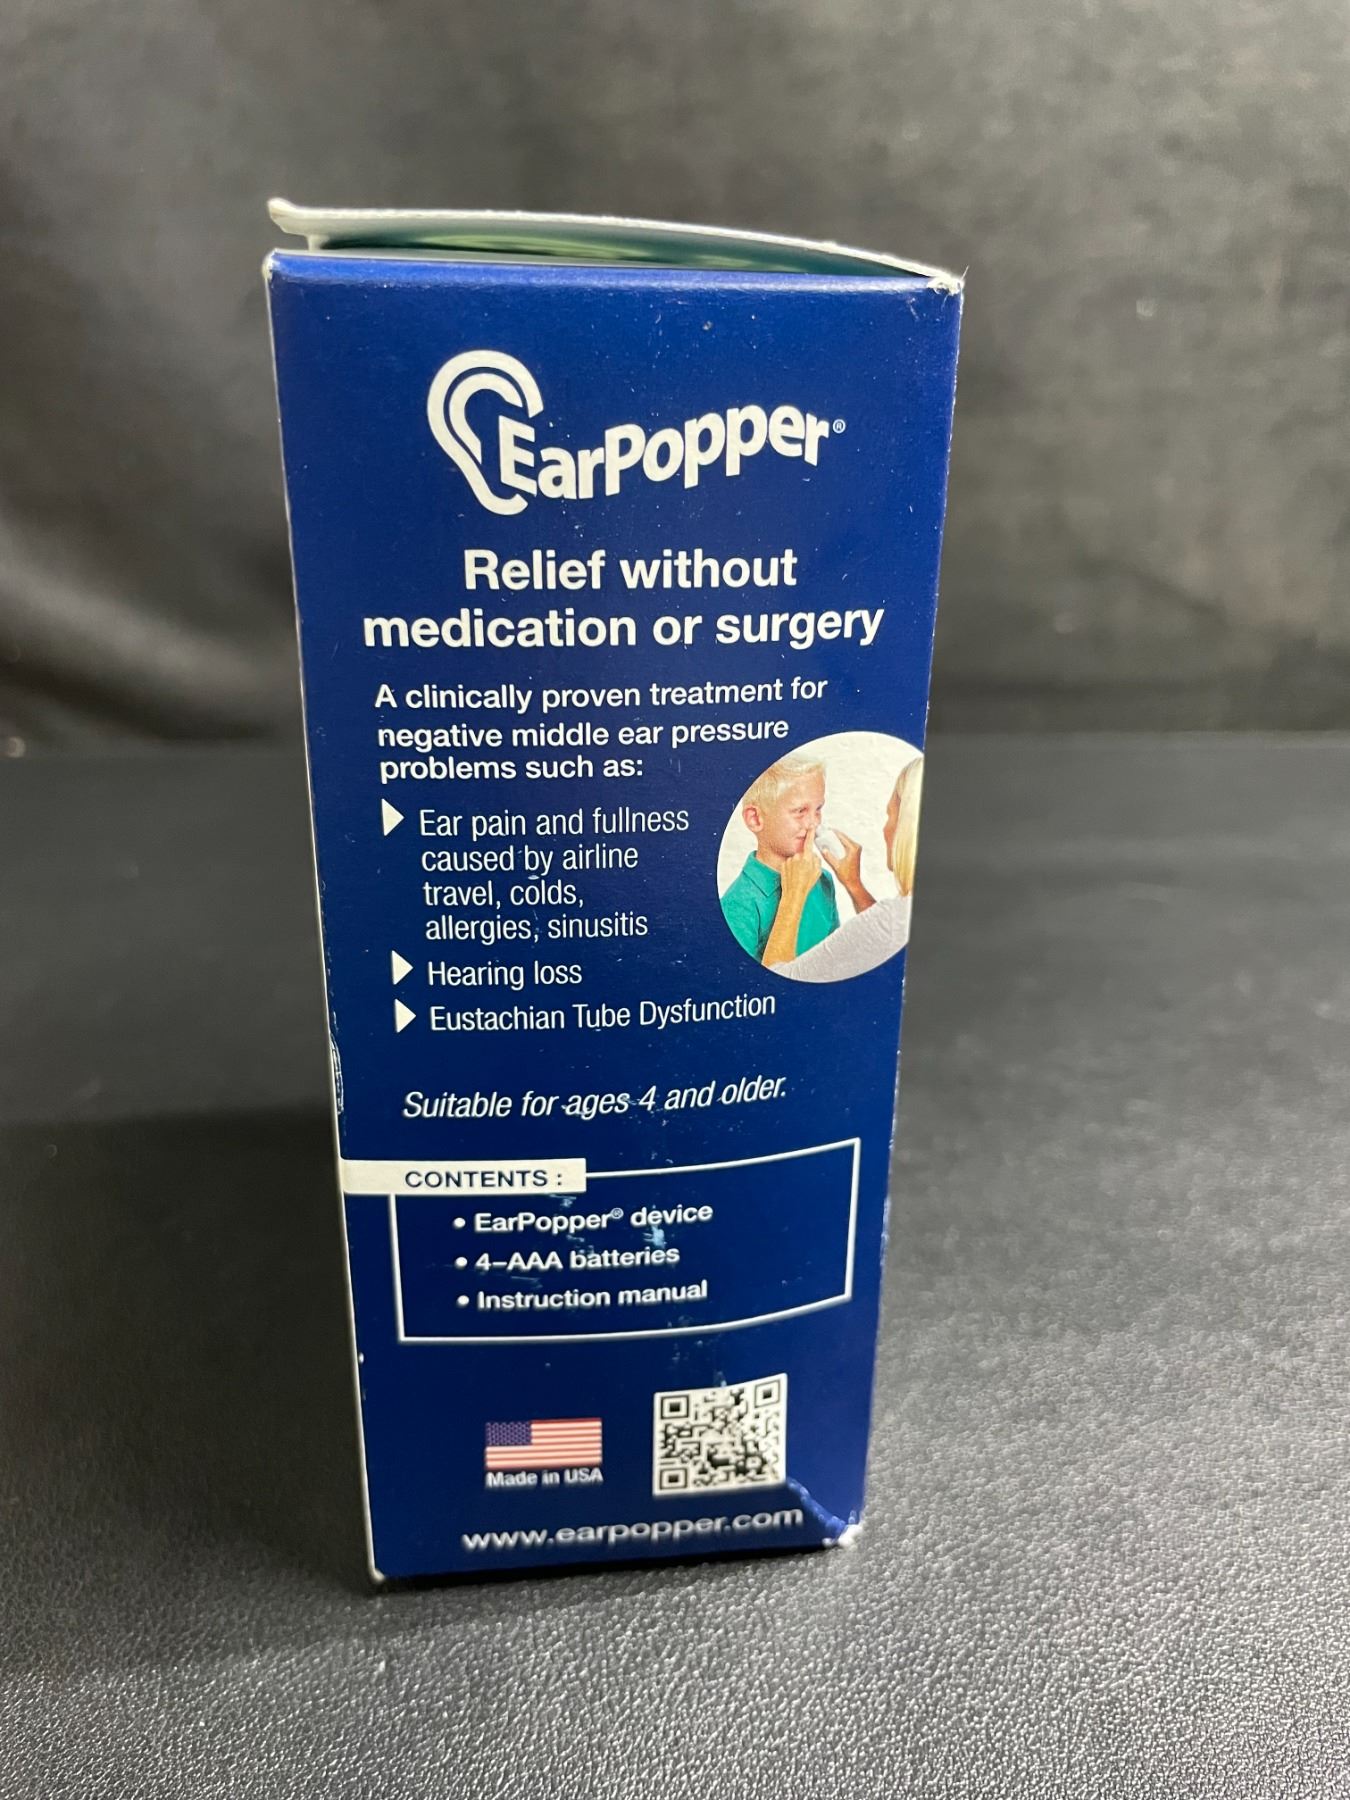 EarPopper®
Relief without
medication or surgery
A clinically proven treatment for
negative middle ear pressure
problems such as:
Ear pain and fullness
caused by airline
travel, colds,
allergies, sinusitis
Hearing loss
Eustachian Tube Dysfunction
Suitable for ages 4 and older.
CONTENTS :
• EarPopper® device
• 4–AAA batteries
• Instruction manual
Made in USA
www.earpopper.com